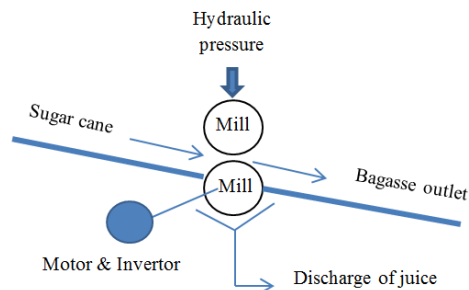 Hydraulic
pressure
Sugar cane
Mill
Mill
Bagasse outlet
Motor & Invertor
Discharge of juice